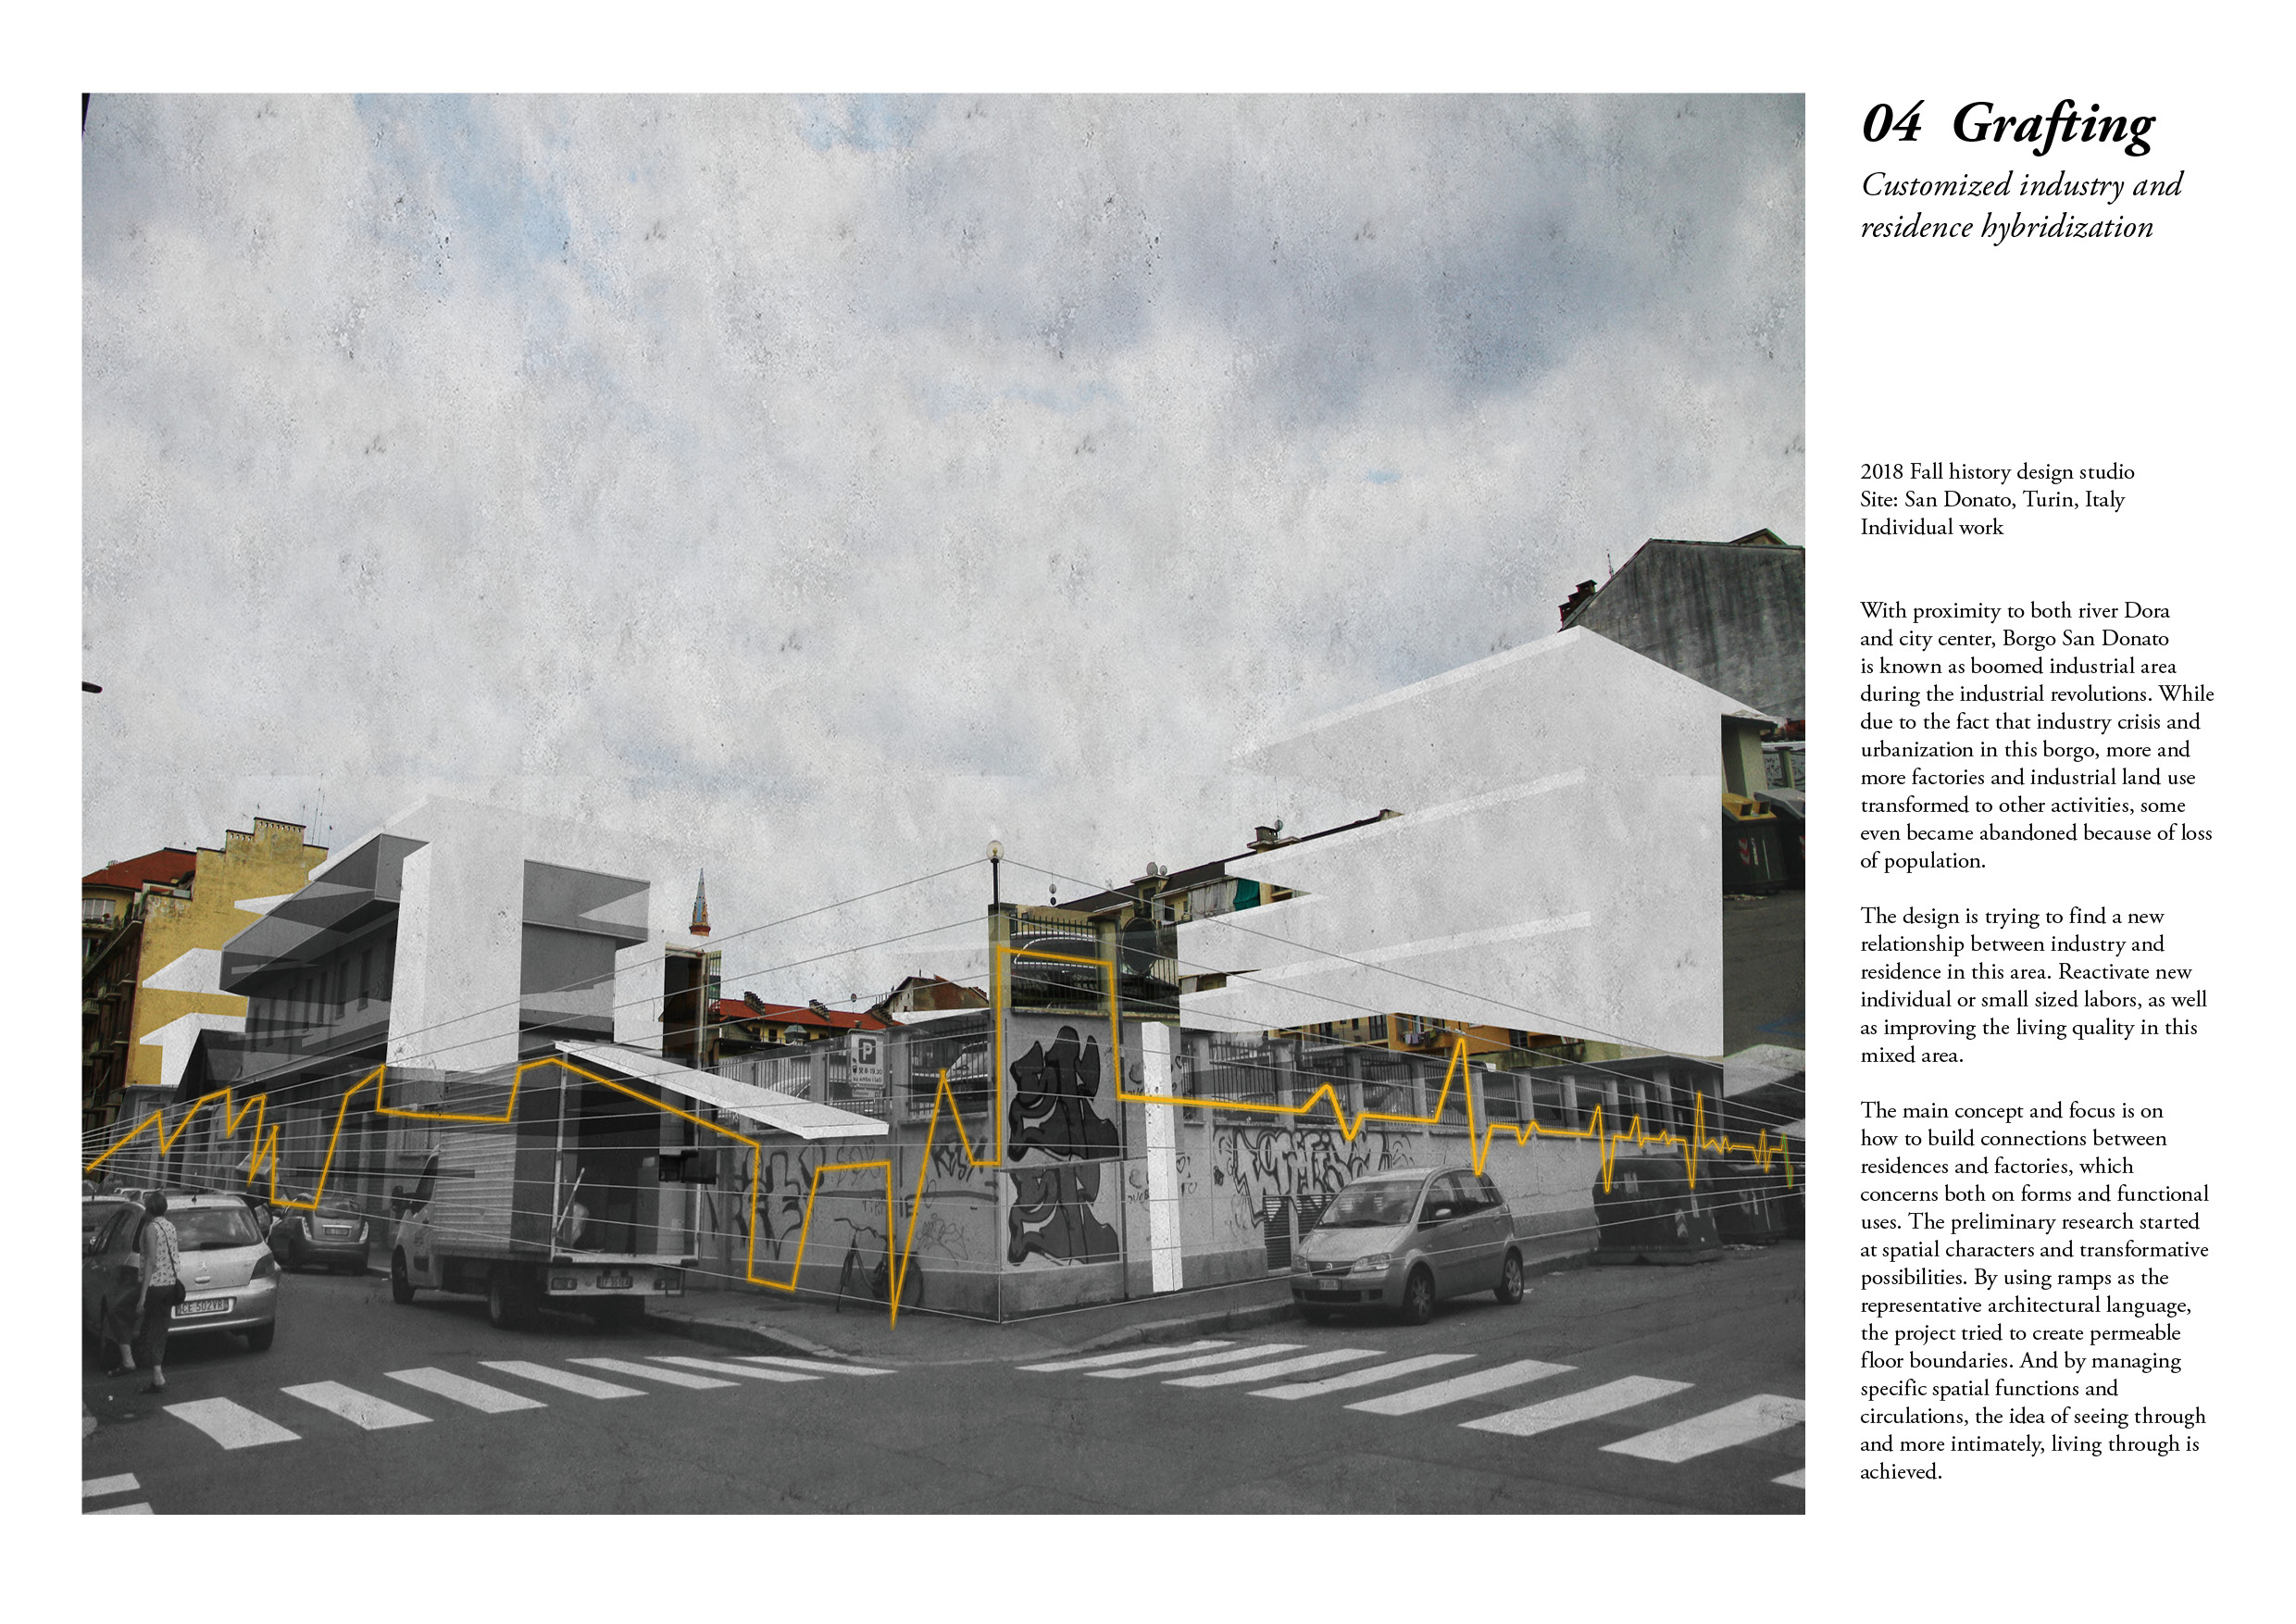 04 Grafting
Customized industry and
residence hybridization
2018 Fall history design studio
Site: San Donato, Turin, Italy
Individual work
With proximity to both river Dora
and city center, Borgo San Donato
is known as boomed industrial area
during the industrial revolutions. While
due to the fact that industry crisis and
urbanization in this borgo, more and
more factories and industrial land use
transformed to other activities, some
even became abandoned because of loss
of population.
The design is trying to find a new
relationship between industry and
residence in this area. Reactivate new
individual or small sized labors, as well
as improving the living quality in this
mixed area.
The main concept and focus is on
how to build connections between
residences and factories, which
concerns both on forms and functional
uses. The preliminary research started
at spatial characters and transformative
possibilities. By using ramps as the
representative architectural language,
the project tried to create permeable
floor boundaries. And by managing
specific spatial functions and
circulations, the idea of seeing through
and more intimately, living through is
achieved.
P
CE 502VR